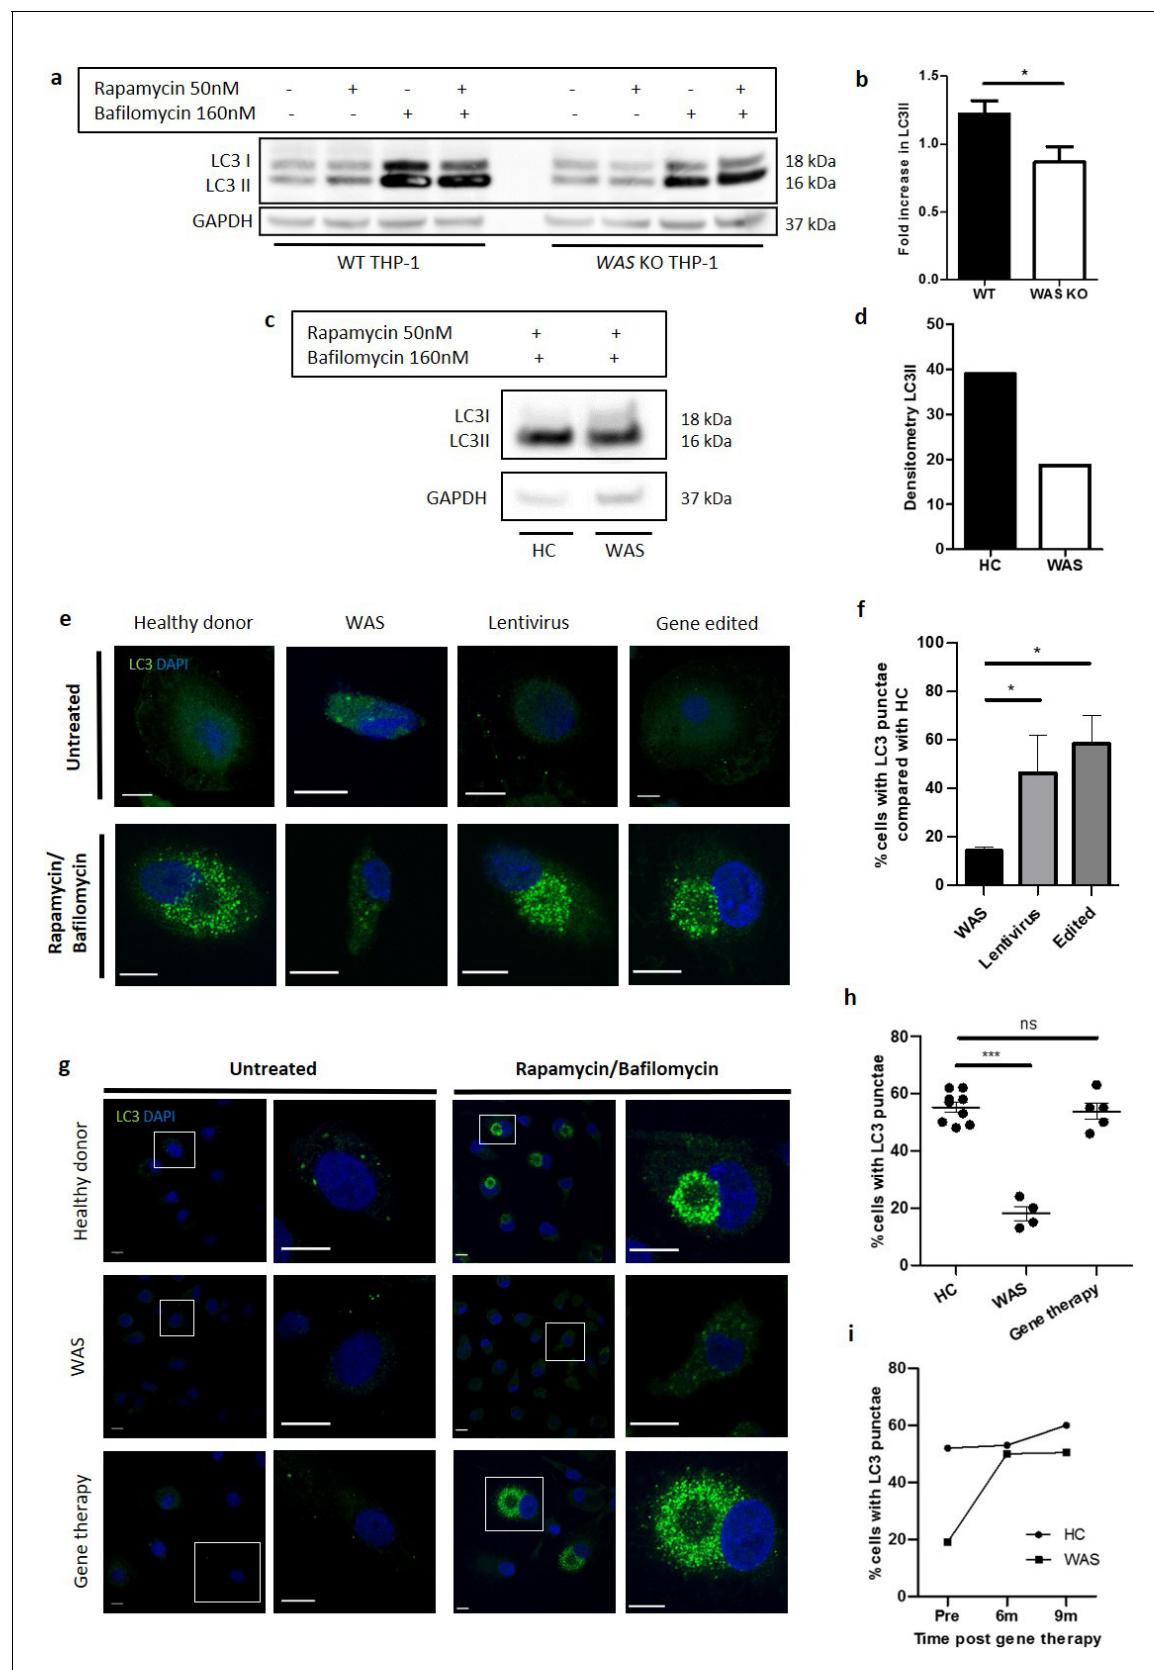 a
Rapamycin 50nM - + - + - + - +
Bafilomycin 160nM - - + + - - + +
LC3 I 18 kDa
LC3 II 16 kDa
GAPDH 37 kDa
WT THP-1 WAS KO THP-1
b
Fold increase in LC3II
1.5
1.0
0.5
0.0
*
WT WAS KO
c
Rapamycin 50nM + +
Bafilomycin 160nM + +
LC3I 18 kDa
LC3II 16 kDa
GAPDH 37 kDa
HC WAS
d
Densitometry LC3II
50
40
30
20
10
0
HC WAS
e
Healthy donor WAS Lentivirus Gene edited
Untreated
LC3 DAPI
Rapamycin/
Bafilomycin
f
% cells with LC3 punctae
compared with HC
100
80
60
40
20
0
*
*
WAS Lentivirus Edited
g
Untreated Rapamycin/Bafilomycin
Healthy donor
LC3 DAPI
WAS
Gene therapy
h
% cells with LC3 punctae
80
60
40
20
0
ns
***
HC WAS Gene therapy
i
% cells with LC3 punctae
80
60
40
20
0
HC
WAS
Pre 6m 9m
Time post gene therapy